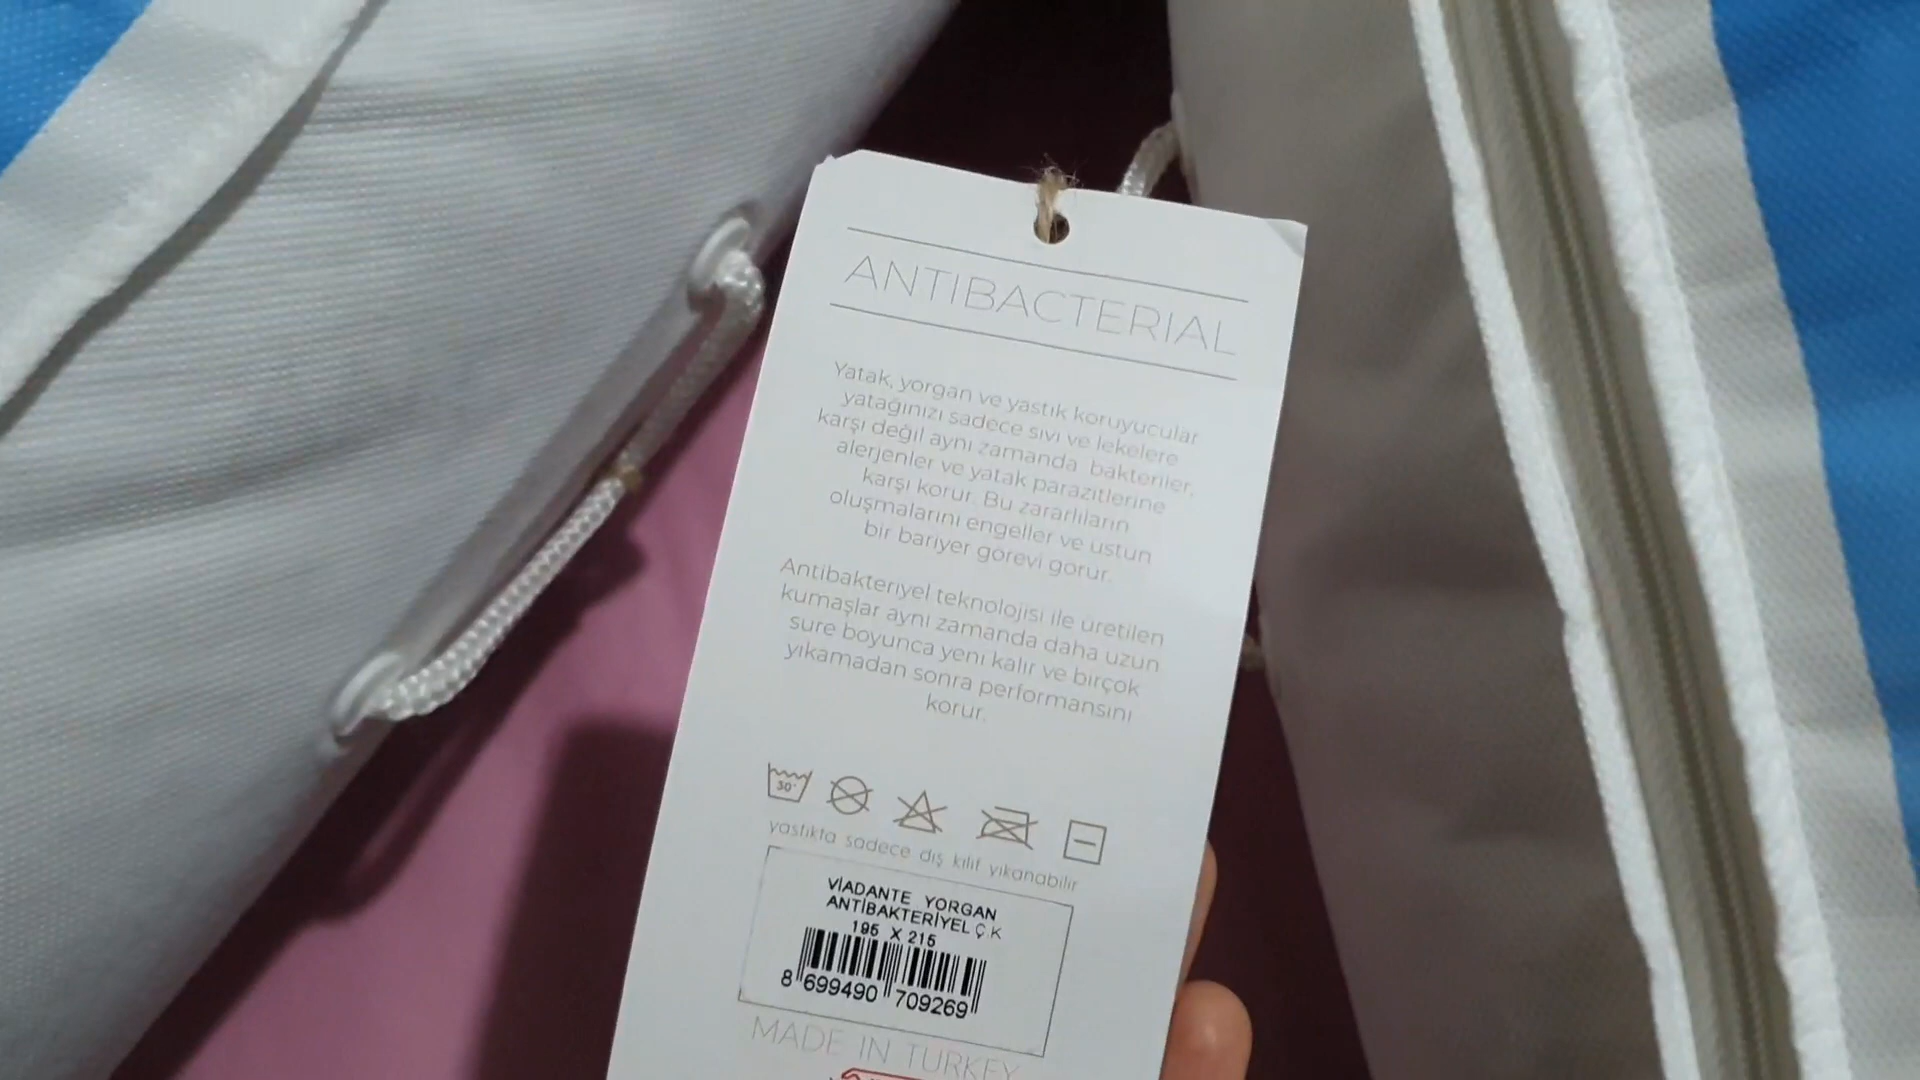 ANTIBACTERIAL
Yatak, yorgan ve yastık koruyucular
yatağınızı sadece sıvı ve lekelere
karşı değil aynı zamanda bakteriler,
alerjenler ve yatak parazitlerine
karşı korur. Bu zararlıların
oluşmalarını engeller ve üstün
bir bariyer görevi görür.
Antibakteriyel teknolojisi ile üretilen
kumaşlar aynı zamanda daha uzun
süre boyunca yeni kalır ve birçok
yıkamadan sonra performansını
korur.
30°
yastıkta sadece dış kılıf yıkanabilir
VİADANTE YORGAN
ANTİBAKTERİYEL Ç.K
195 X 215
8 699490 709269
MADE IN TURKEY